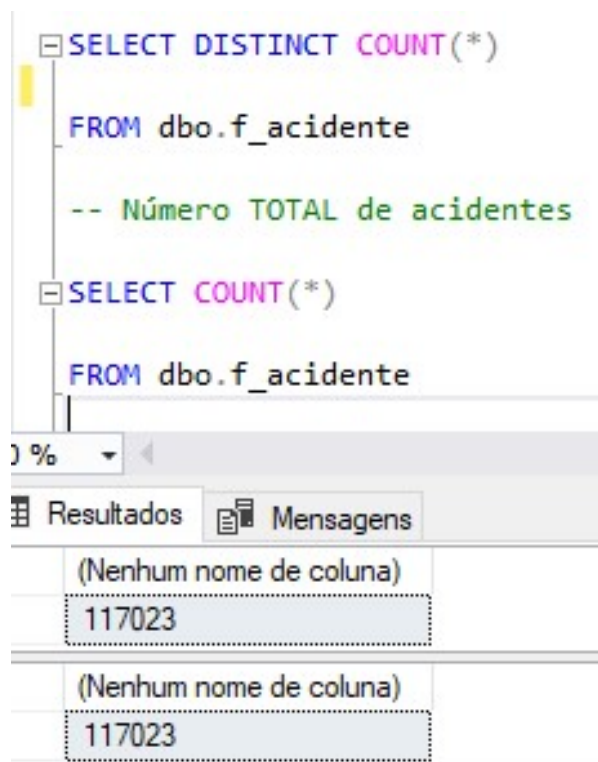 SELECT DISTINCT COUNT(*)
FROM dbo.f_acidente
-- Número TOTAL de acidentes
SELECT COUNT(*)
FROM dbo.f_acidente
0 %
Resultados Mensagens
(Nenhum nome de coluna)
117023
(Nenhum nome de coluna)
117023